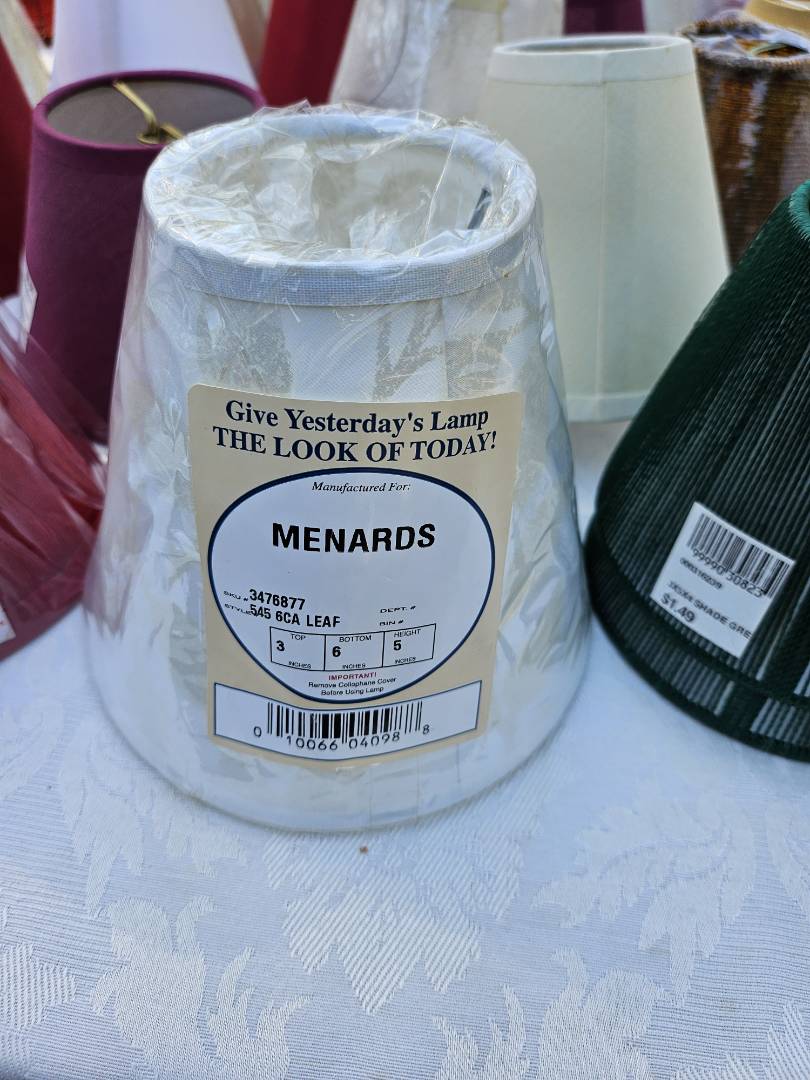 Give Yesterday's Lamp
THE LOOK OF TODAY!
Manufactured For:
MENARDS
SKU # 3476877
STYLE# 545 6CA LEAF
DEPT. #
BIN #
TOP BOTTOM HEIGHT
3 6 5
INCHES INCHES INCHES
IMPORTANT!
Remove Cellophane Cover
Before Using Lamp
0 10066 04098 8
SHADE GRE
$1.49